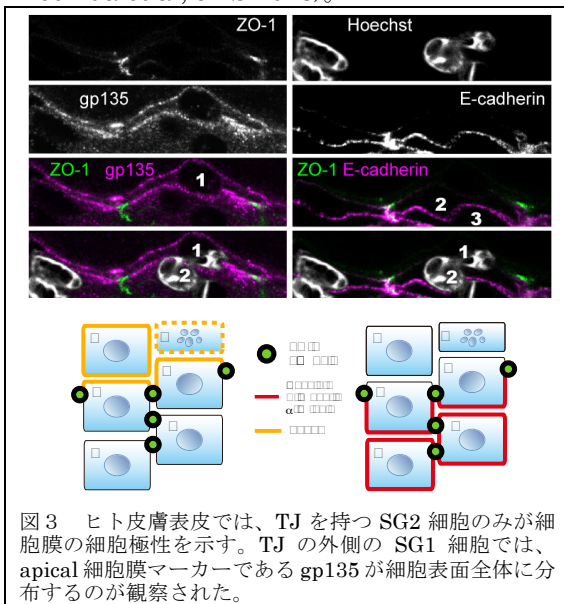 ZO-1
Hoechst
gp135
E-cadherin
ZO-1 gp135
1
ZO-1 E-cadherin
2
3
1
2
1
2
α
図３　ヒト皮膚表皮では、TJ を持つ SG2 細胞のみが細
胞膜の細胞極性を示す。TJ の外側の SG1 細胞では、
apical 細胞膜マーカーである gp135 が細胞表面全体に分
布するのが観察された。